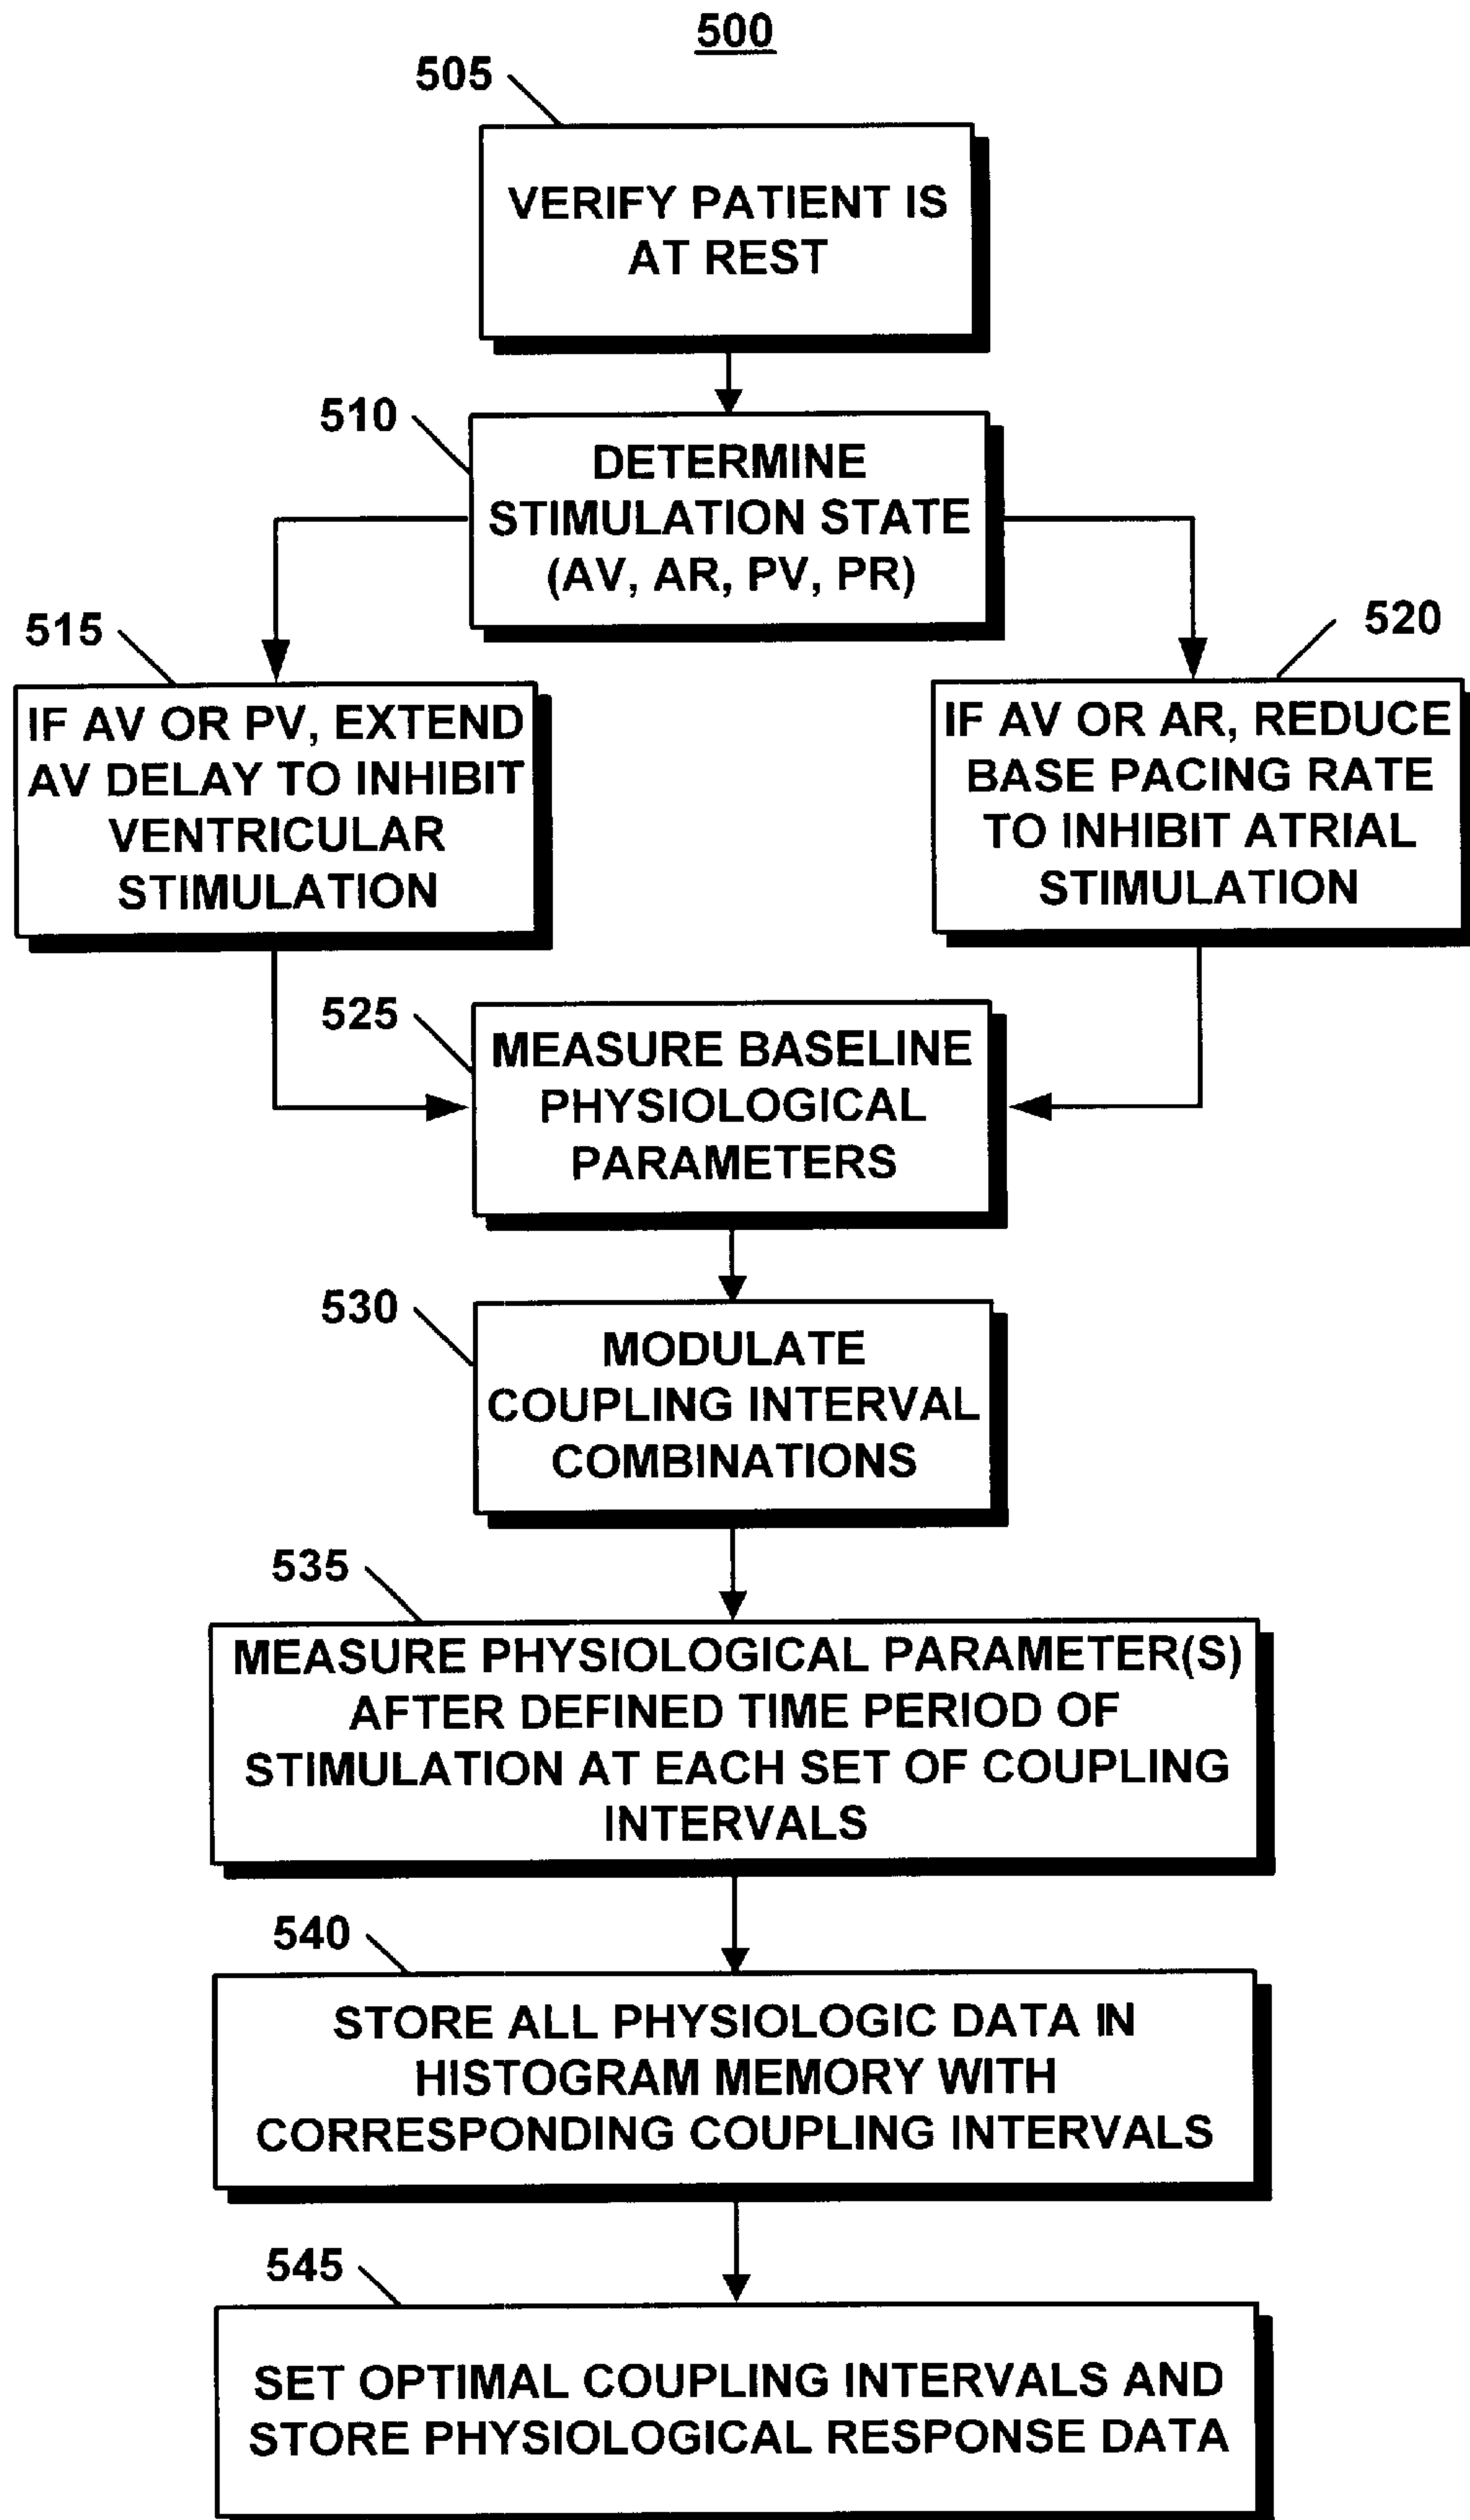 500
505
VERIFY PATIENT IS
AT REST
510
DETERMINE
STIMULATION STATE
(AV, AR, PV, PR)
515
IF AV OR PV, EXTEND
AV DELAY TO INHIBIT
VENTRICULAR
STIMULATION
520
IF AV OR AR, REDUCE
BASE PACING RATE
TO INHIBIT ATRIAL
STIMULATION
525
MEASURE BASELINE
PHYSIOLOGICAL
PARAMETERS
530
MODULATE
COUPLING INTERVAL
COMBINATIONS
535
MEASURE PHYSIOLOGICAL PARAMETER(S)
AFTER DEFINED TIME PERIOD OF
STIMULATION AT EACH SET OF COUPLING
INTERVALS
540
STORE ALL PHYSIOLOGIC DATA IN
HISTOGRAM MEMORY WITH
CORRESPONDING COUPLING INTERVALS
545
SET OPTIMAL COUPLING INTERVALS AND
STORE PHYSIOLOGICAL RESPONSE DATA